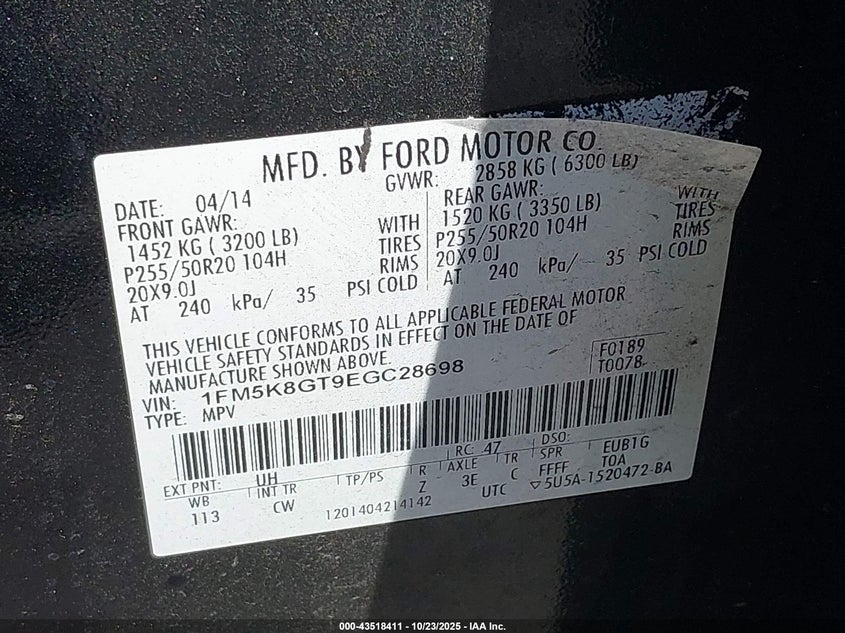 MFD. BY FORD MOTOR CO.
DATE: 04/14
GVWR: 2858 KG ( 6300 LB)
FRONT GAWR:
1452 KG ( 3200 LB) WITH
P255/50R20 104H TIRES
20X9.0J RIMS
AT 240 kPa/ 35 PSI COLD
REAR GAWR:
1520 KG ( 3350 LB) WITH
P255/50R20 104H TIRES
20X9.0J RIMS
AT 240 kPa/ 35 PSI COLD
THIS VEHICLE CONFORMS TO ALL APPLICABLE FEDERAL MOTOR
VEHICLE SAFETY STANDARDS IN EFFECT ON THE DATE OF
MANUFACTURE SHOWN ABOVE.
VIN: 1FM5K8GT9EGC28698
TYPE: MPV
F0189
T0078
EXT PNT: UH RC: 47 DSO:
WB INT TR TP/PS R AXLE TR SPR EUB1G
113 CW Z 3E C FFFF TOA
1201404214142 UTC ▽5U5A-1520472-BA
000-43518411 - 10/23/2025 - IAA Inc.